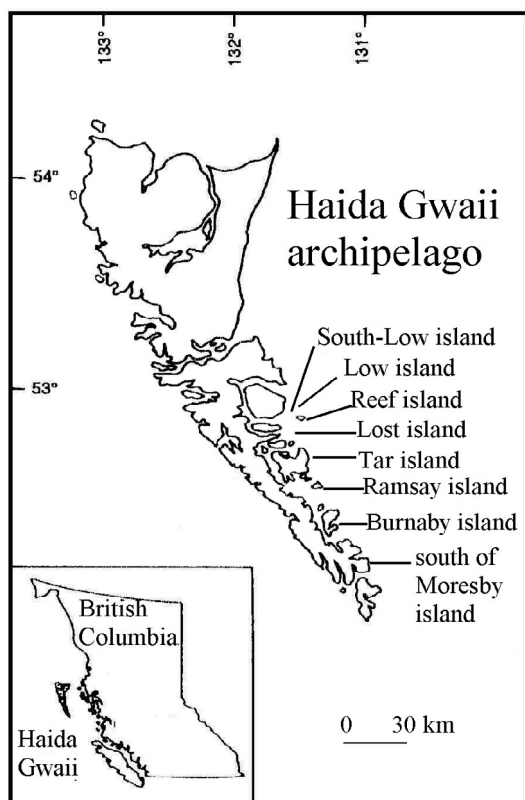 133°
132°
131°
54°
Haida Gwaii
archipelago
South-Low island
Low island
53°
Reef island
Lost island
Tar island
Ramsay island
Burnaby island
south of
Moresby
island
British
Columbia
Haida
Gwaii
0 30 km